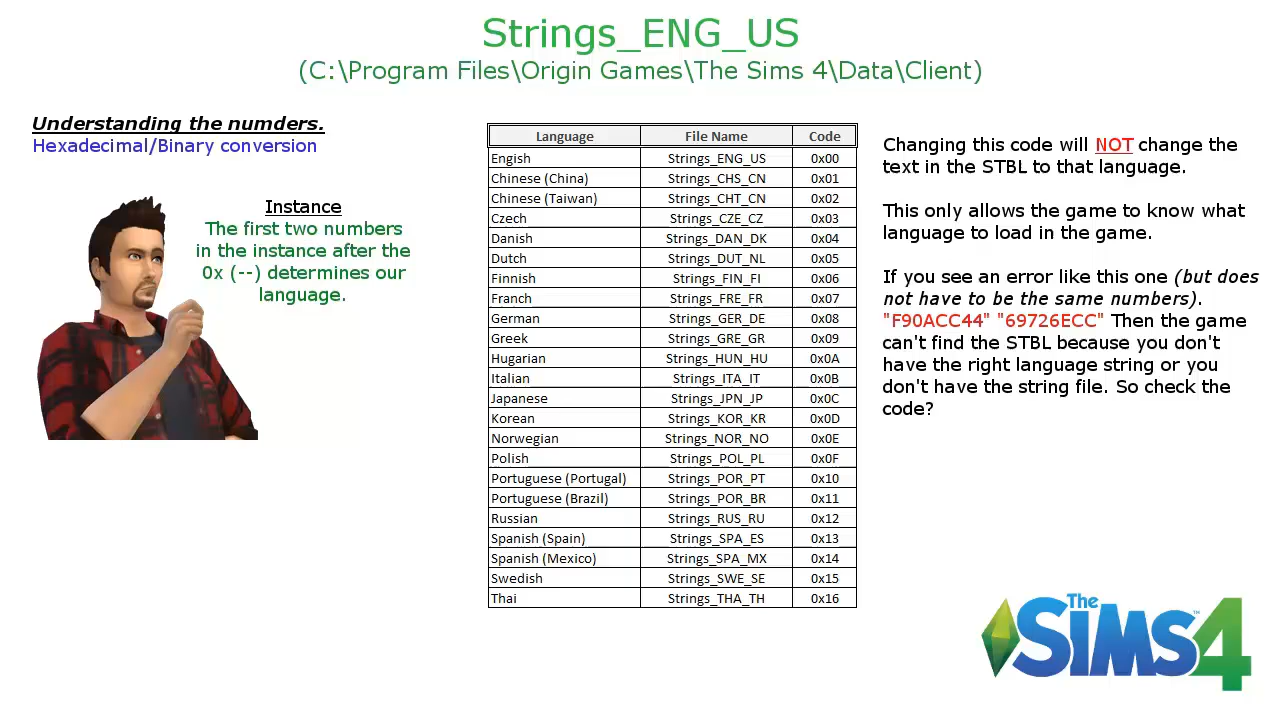 Strings_ENG_US
(C:\Program Files\Origin Games\The Sims 4\Data\Client)
Understanding the numders.
Hexadecimal/Binary conversion
Instance
The first two numbers
in the instance after the
0x (--) determines our
language.
Language File Name Code
Engish Strings_ENG_US 0x00
Chinese (China) Strings_CHS_CN 0x01
Chinese (Taiwan) Strings_CHT_CN 0x02
Czech Strings_CZE_CZ 0x03
Danish Strings_DAN_DK 0x04
Dutch Strings_DUT_NL 0x05
Finnish Strings_FIN_FI 0x06
Franch Strings_FRE_FR 0x07
German Strings_GER_DE 0x08
Greek Strings_GRE_GR 0x09
Hugarian Strings_HUN_HU 0x0A
Italian Strings_ITA_IT 0x0B
Japanese Strings_JPN_JP 0x0C
Korean Strings_KOR_KR 0x0D
Norwegian Strings_NOR_NO 0x0E
Polish Strings_POL_PL 0x0F
Portuguese (Portugal) Strings_POR_PT 0x10
Portuguese (Brazil) Strings_POR_BR 0x11
Russian Strings_RUS_RU 0x12
Spanish (Spain) Strings_SPA_ES 0x13
Spanish (Mexico) Strings_SPA_MX 0x14
Swedish Strings_SWE_SE 0x15
Thai Strings_THA_TH 0x16
Changing this code will NOT change the
text in the STBL to that language.
This only allows the game to know what
language to load in the game.
If you see an error like this one (but does
not have to be the same numbers).
"F90ACC44" "69726ECC" Then the game
can't find the STBL because you don't
have the right language string or you
don't have the string file. So check the
code?
The
SIMS 4
TM